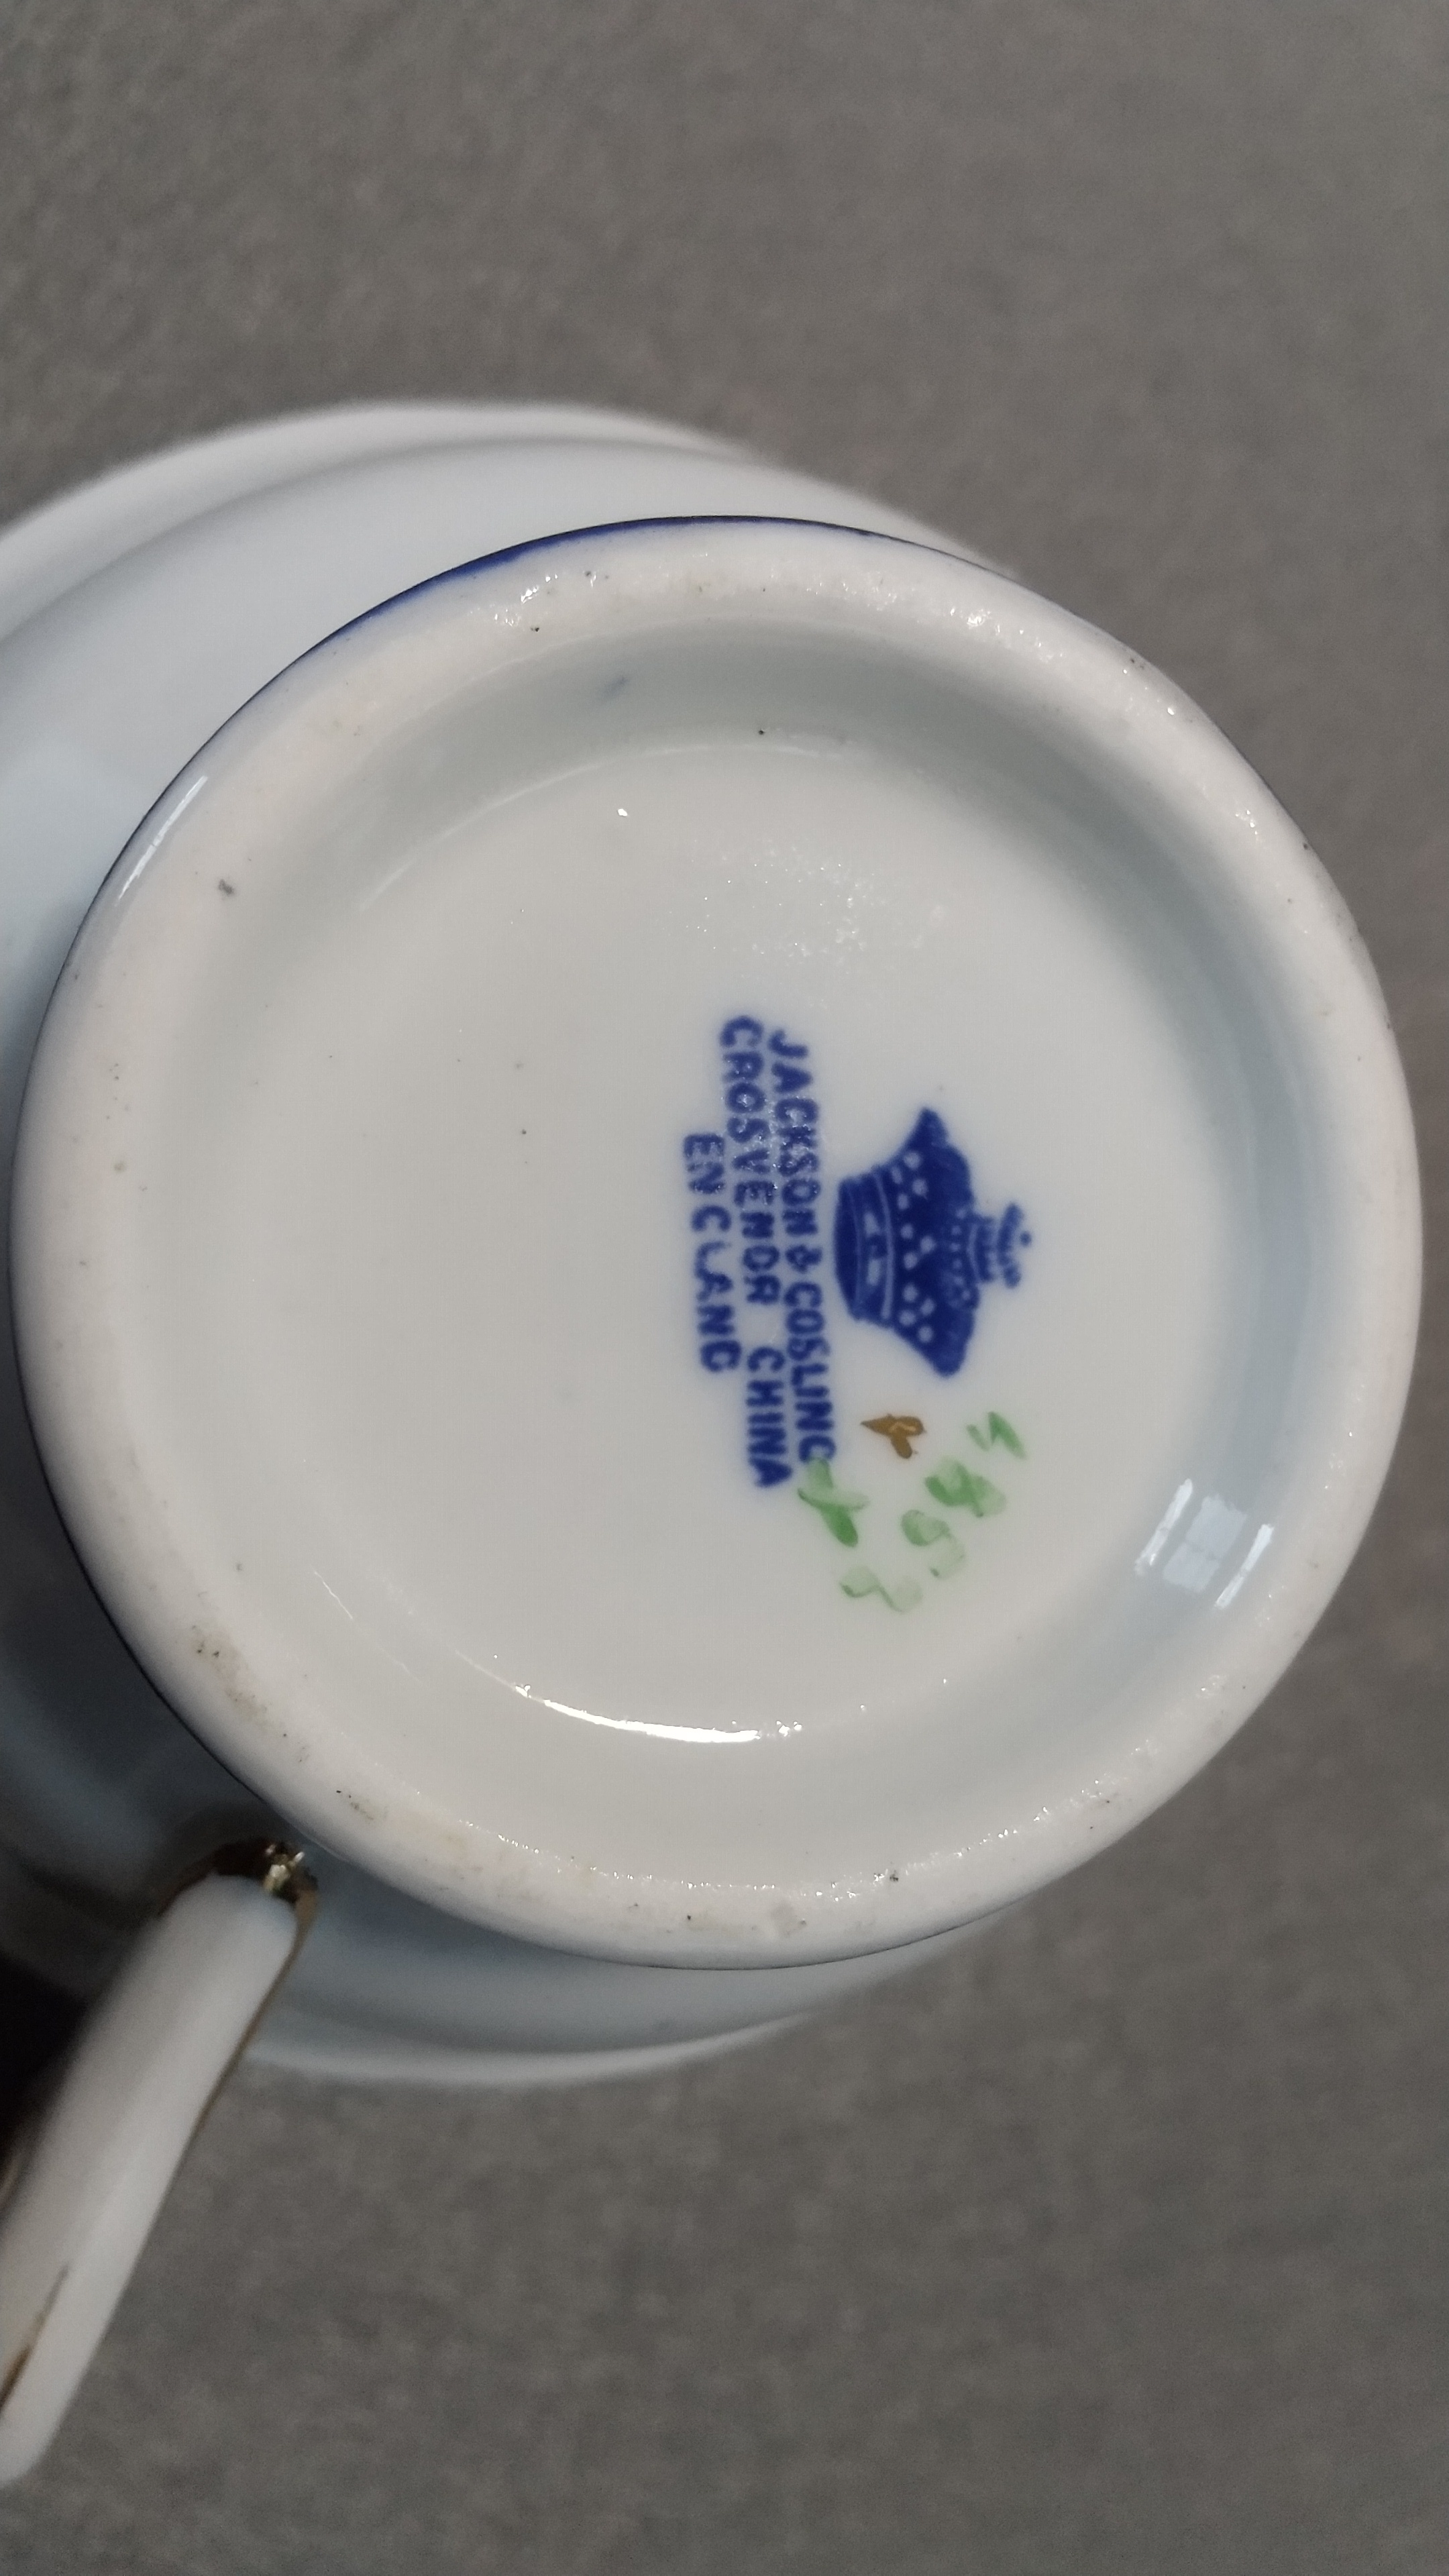 JACKSON & GOSLING
GROSVENOR CHINA
ENGLAND